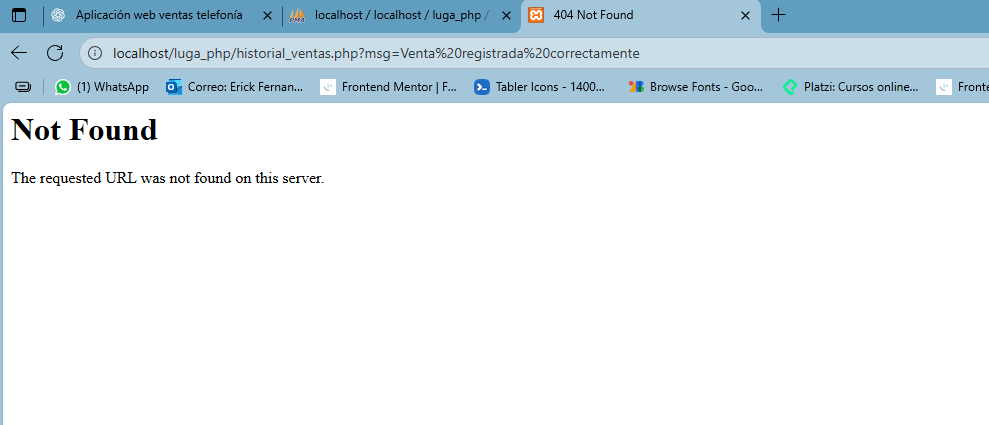 Aplicación web ventas telefonía
localhost / localhost / luga_php /
404 Not Found
localhost/luga_php/historial_ventas.php?msg=Venta%20registrada%20correctamente
(1) WhatsApp
Correo: Erick Fernan...
Frontend Mentor | F...
Tabler Icons - 1400...
Browse Fonts - Goo...
Platzi: Cursos online...
Fronte
Not Found
The requested URL was not found on this server.